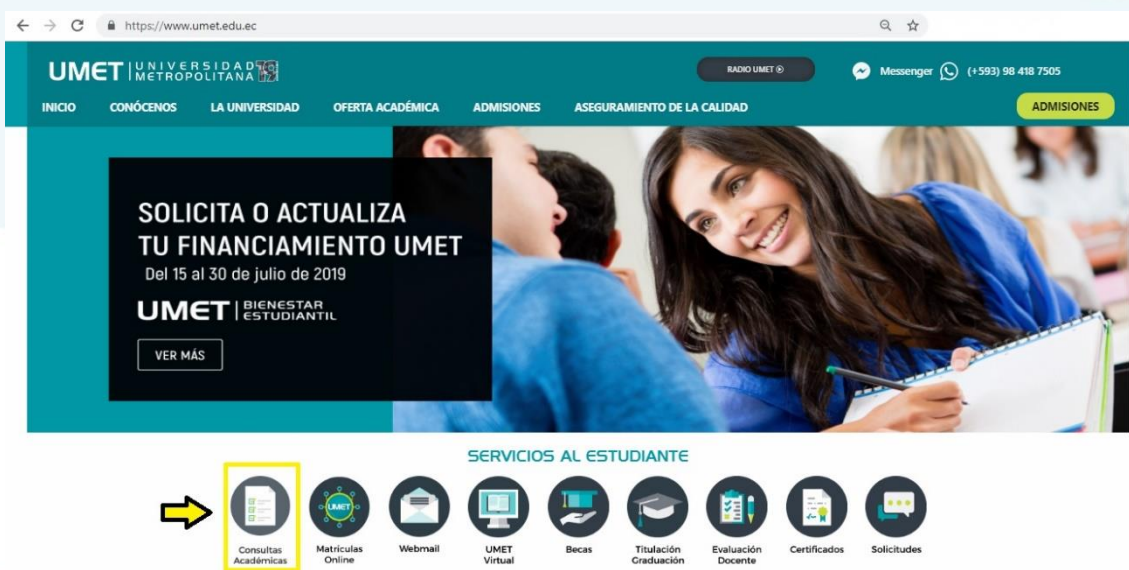 https://www.umet.edu.ec
UMET UNIVERSIDAD METROPOLITANA
RADIO UMET
Messenger
(+593) 98 418 7505
INICIO CONÓCENOS LA UNIVERSIDAD OFERTA ACADÉMICA ADMISIONES ASEGURAMIENTO DE LA CALIDAD ADMISIONES
SOLICITA O ACTUALIZA
TU FINANCIAMIENTO UMET
Del 15 al 30 de julio de 2019
UMET BIENESTAR ESTUDIANTIL
VER MÁS
SERVICIOS AL ESTUDIANTE
UMET
Consultas Académicas
Matrículas Online
Webmail
UMET Virtual
Becas
Titulación Graduación
Evaluación Docente
Certificados
Solicitudes